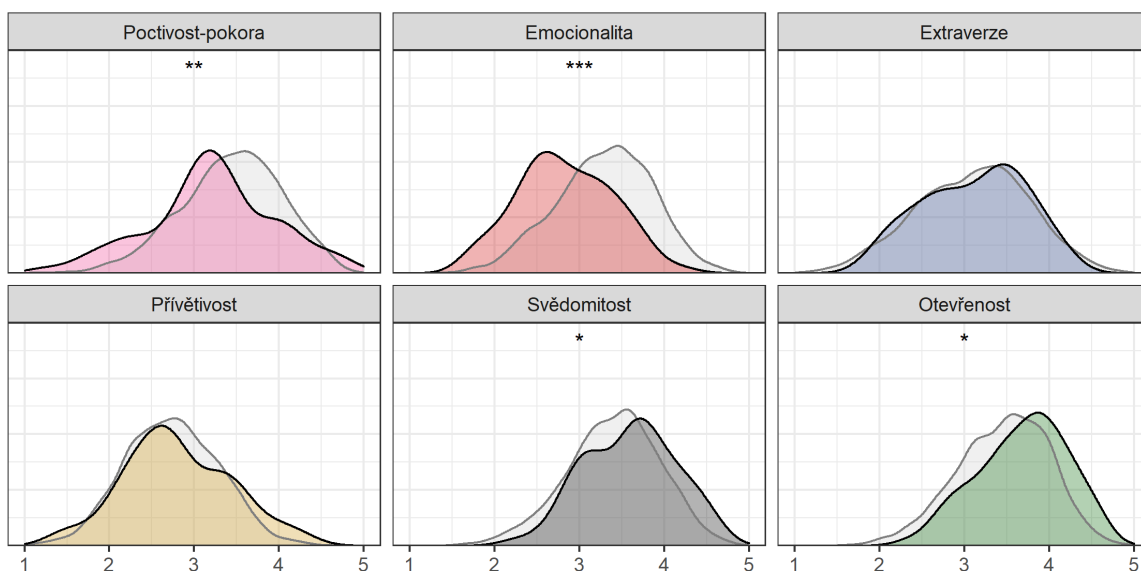 Poctivost-pokora Emocionalita Extraverze
** ***
Přívětivost Svědomitost Otevřenost
* *
1 2 3 4 5 1 2 3 4 5 1 2 3 4 5